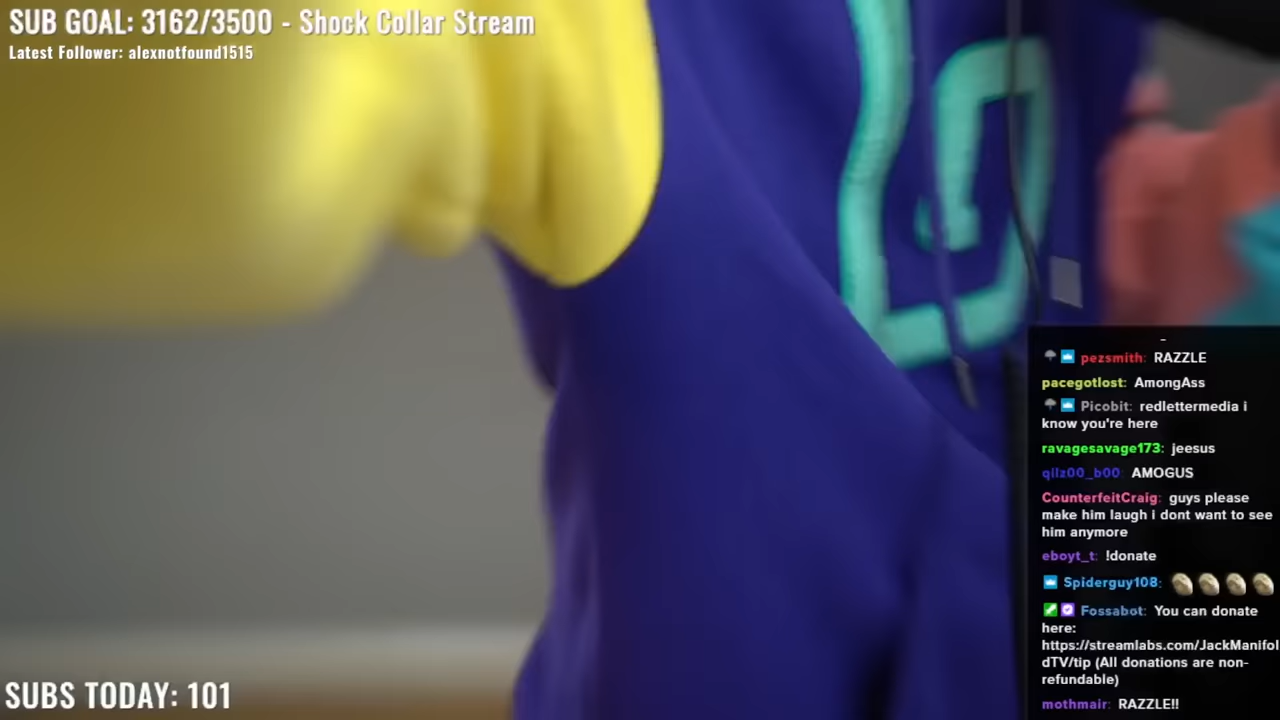 SUB GOAL: 3162/3500 - Shock Collar Stream
Latest Follower: alexnotfound1515
pezsmith: RAZZLE
pacegotlost: AmongAss
Picobit: redlettermedia i
know you're here
ravagesavage173: jeesus
qilz00_b00: AMOGUS
CounterfeitCraig: guys please
make him laugh i dont want to see
him anymore
eboyt_t: !donate
Spiderguy108:
Fossabot: You can donate
here:
https://streamlabs.com/JackManifol
dTV/tip (All donations are non-
refundable)
mothmair: RAZZLE!!
SUBS TODAY: 101